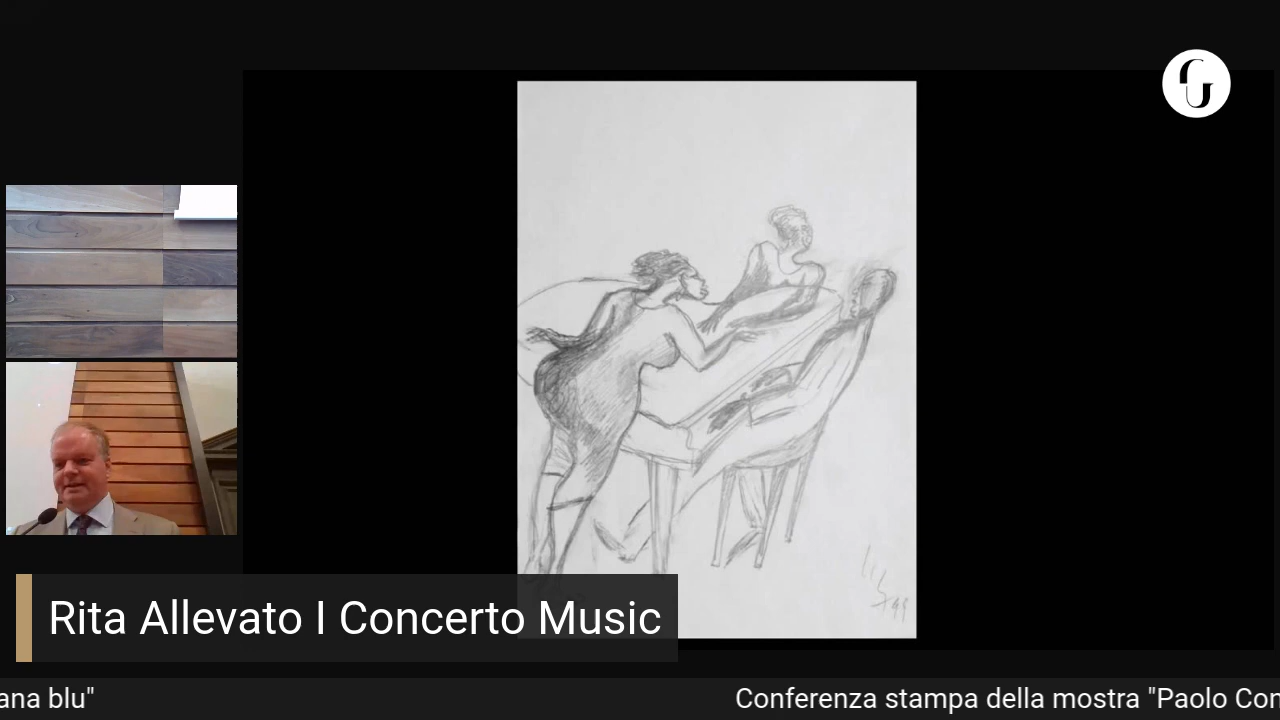 Rita Allevato I Concerto Music
ana blu"
Conferenza stampa della mostra "Paolo Con